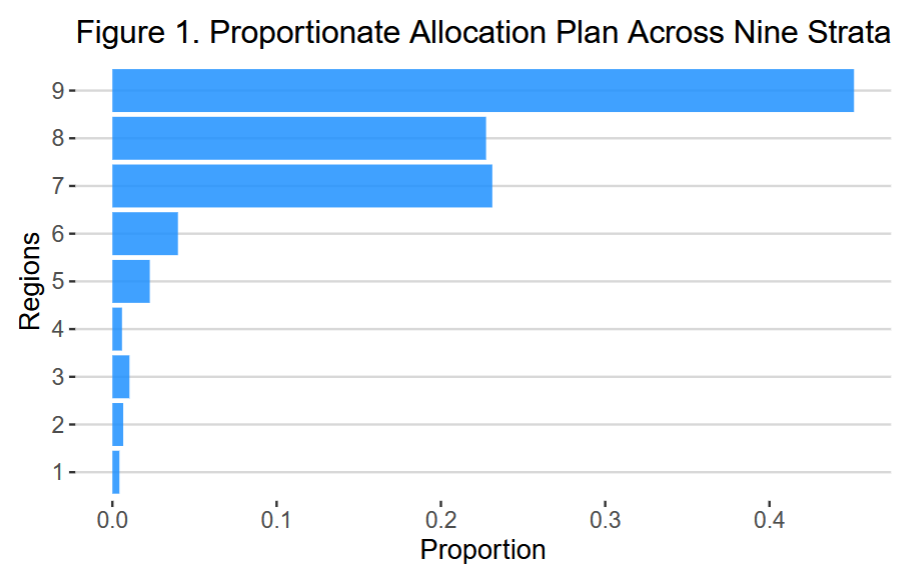 Figure 1. Proportionate Allocation Plan Across Nine Strata
9
8
7
6
5
4
3
2
1
Regions
0.0 0.1 0.2 0.3 0.4
Proportion